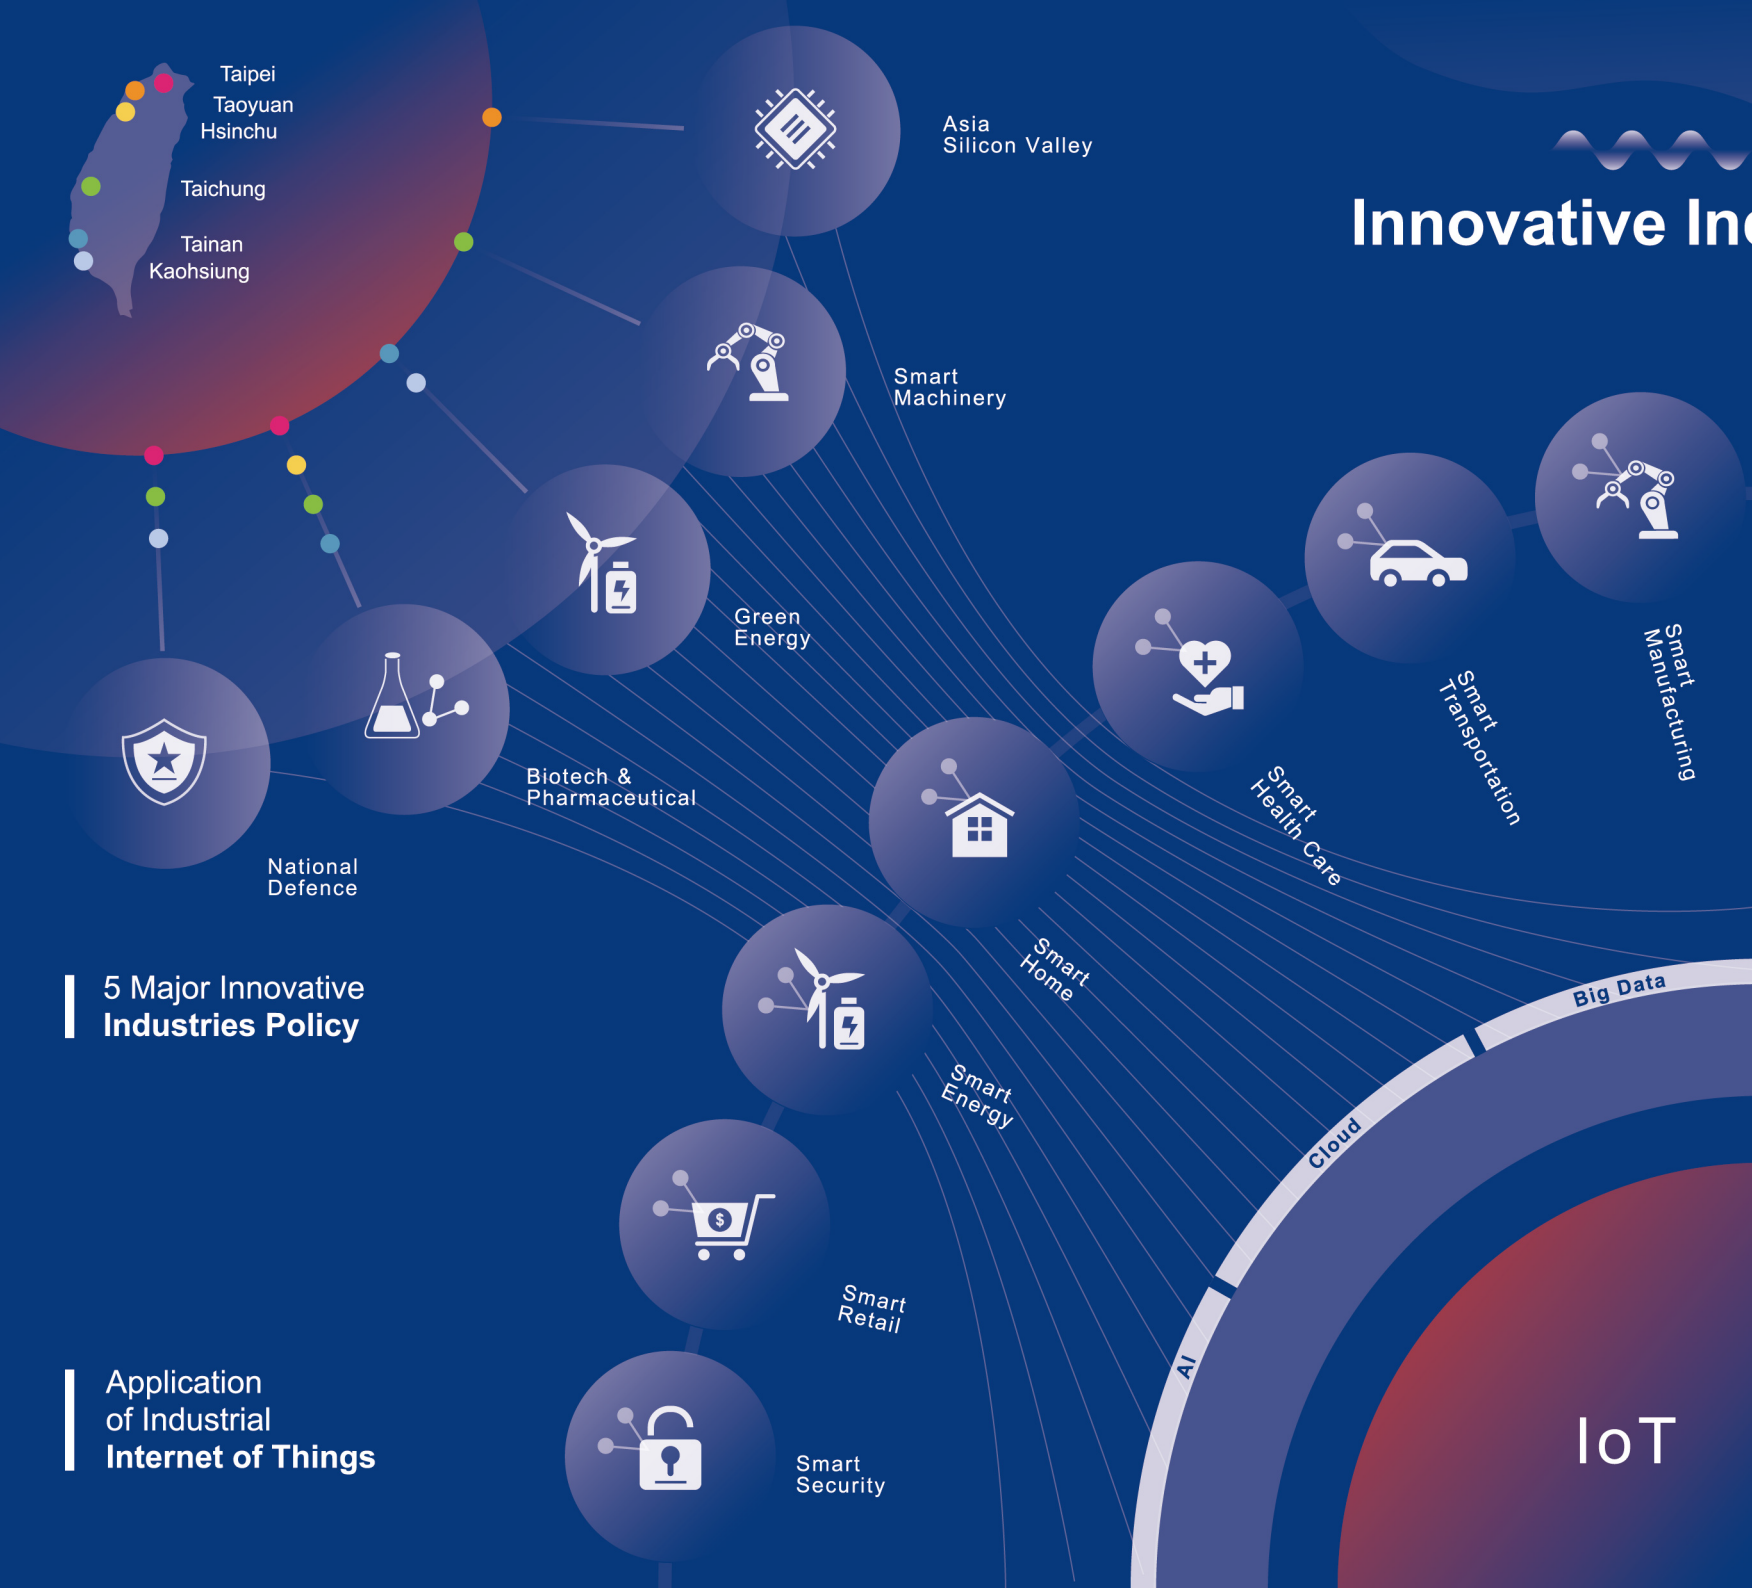 Taipei
Taoyuan
Hsinchu
Taichung
Tainan
Kaohsiung
Asia
Silicon Valley
Innovative
Smart
Machinery
Green
Energy
Biotech &
Pharmaceutical
National
Defence
5 Major Innovative
Industries Policy
Smart
Manufacturing
Smart
Transportation
Smart
Health Care
Smart
Home
Smart
Energy
Smart
Retail
Smart
Security
$
Application
of Industrial
Internet of Things
Big Data
Cloud
AI
IoT